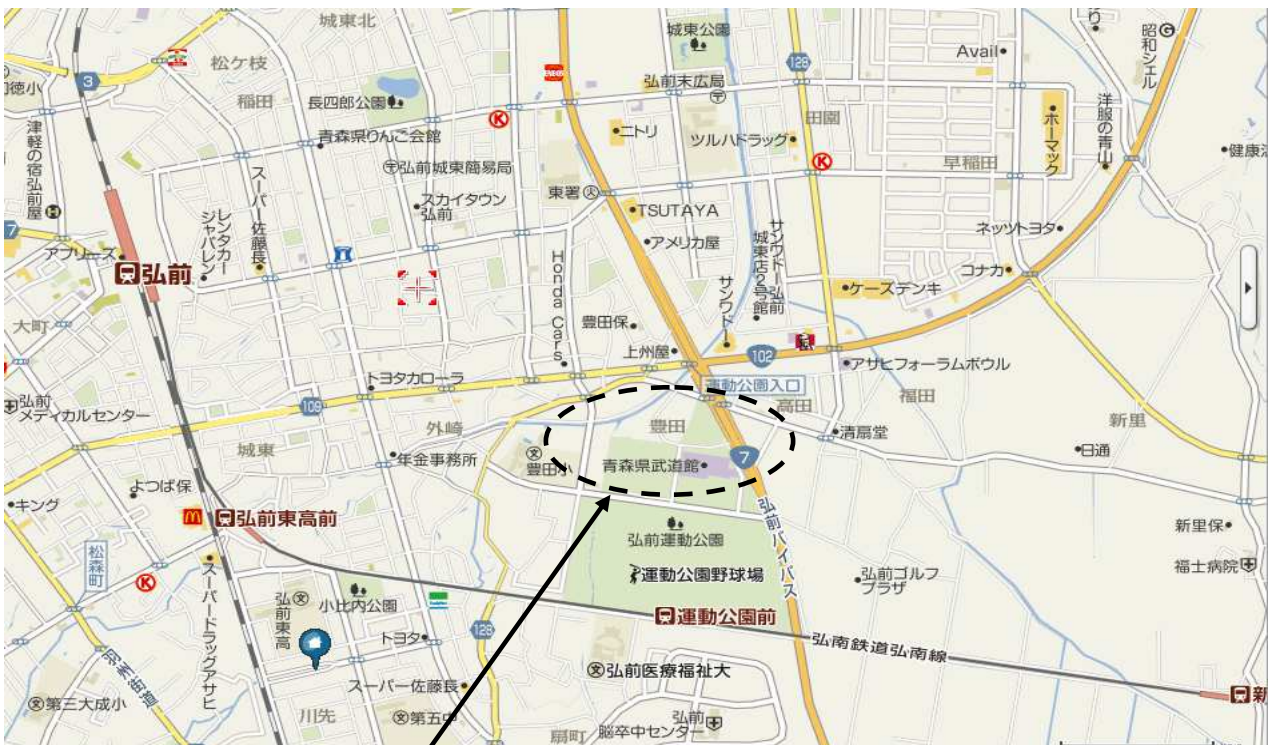 城東北
城東公園
昭和シェル
松ケ枝
128
Avail
3
弘前末広局
和徳小
稲田
長四郎公園
田園
洋服の青山
ホーマック
K
ニトリ
青森県りんご会館
ツルハドラッグ
津軽の宿弘前屋
弘前城東簡易局
K
早稲田
健康
東署
スーパー佐藤長
スカイタウン
弘前
TSUTAYA
レンタカー
ジャパレン
サンワドー弘前
城東店2号館
ネッツトヨタ
7
アメリカ屋
アプリーズ
弘前
Honda Cars
サンワドー
コナカ
ケーズデンキ
大町
豊田保
上州屋
102
アサヒフォーラムボウル
トヨタカローラ
運動公園入口
弘前
メディカルセンター
109
高田
福田
外崎
豊田
新里
城東
清扇堂
年金事務所
文
豊田小
青森県武道館
7
日通
よつば保
キング
弘前東高前
弘前バイパス
弘前運動公園
新里保
松森町
運動公園野球場
弘前ゴルフ
プラザ
福士病院
K
スーパードラッグアサヒ
弘前東高
文
小比内公園
運動公園前
128
トヨタ
弘南鉄道弘南線
羽州街道
文弘前医療福祉大
スーパー佐藤長
新
文第三大成小
川先
文第五中
扇町
弘前
脳卒中センター